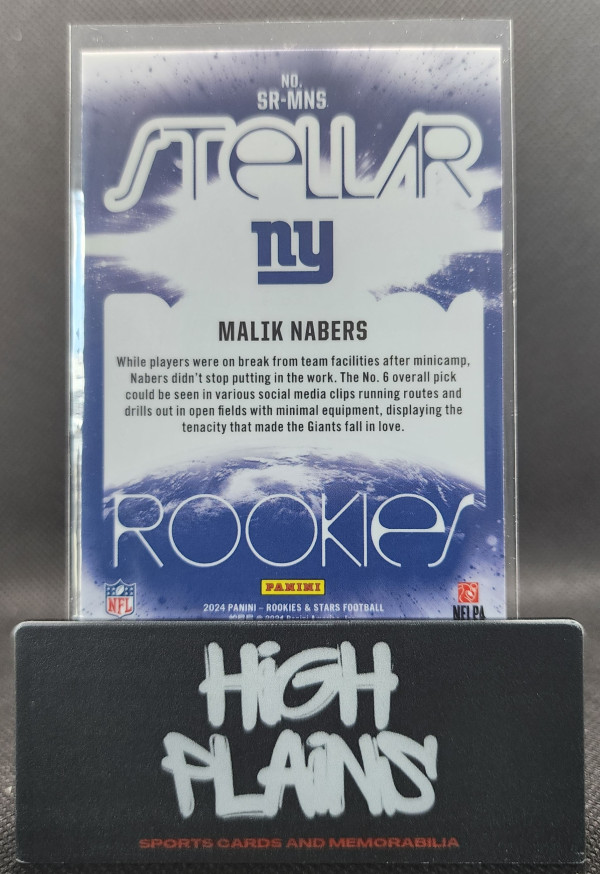 NO.
SR-MNS
STELLAR
ny
MALIK NABERS
While players were on break from team facilities after minicamp,
Nabers didn't stop putting in the work. The No. 6 overall pick
could be seen in various social media clips running routes and
drills out in open fields with minimal equipment, displaying the
tenacity that made the Giants fall in love.
ROOKIES
PANINI
NFL
2024 PANINI – ROOKIES & STARS FOOTBALL
NFLPA
HIGH
PLAINS
SPORTS CARDS AND MEMORABILIA